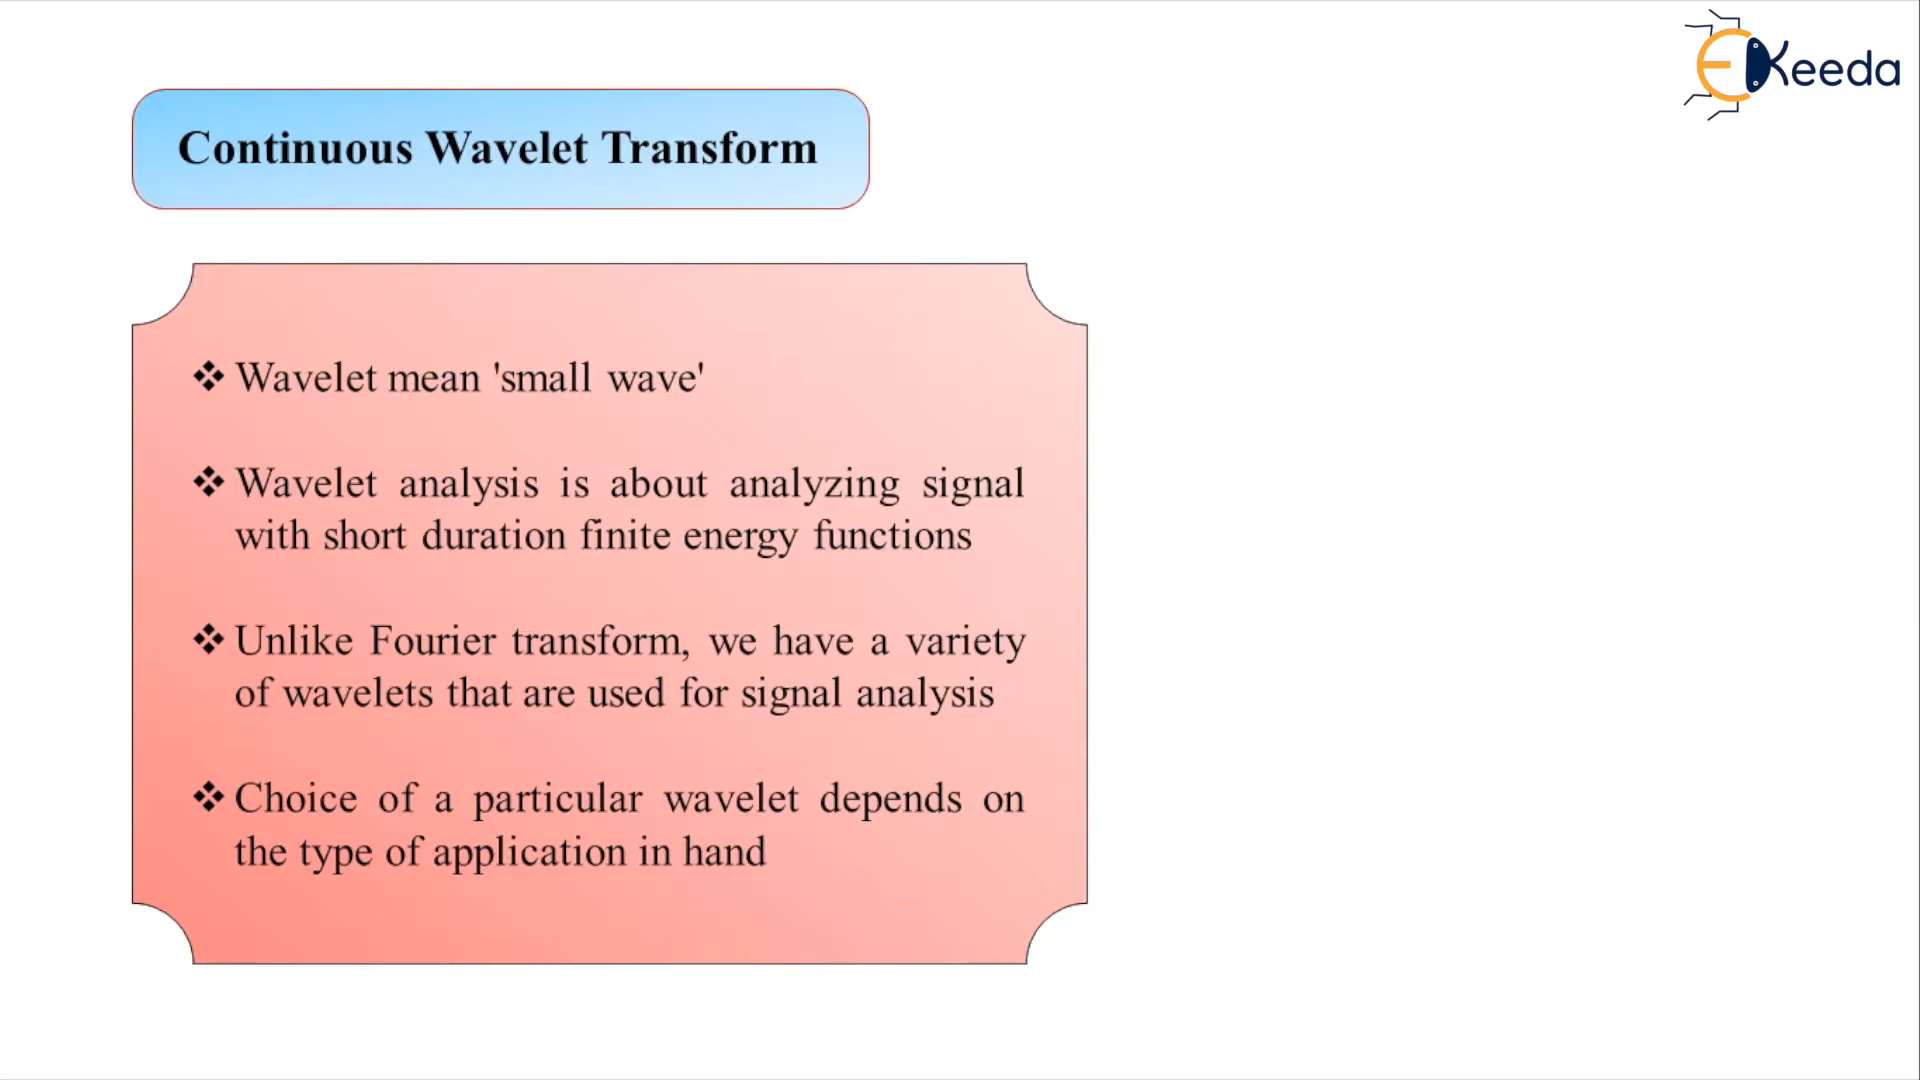 EKeeda
Continuous Wavelet Transform
❖ Wavelet mean 'small wave'
❖ Wavelet analysis is about analyzing signal
with short duration finite energy functions
❖ Unlike Fourier transform, we have a variety
of wavelets that are used for signal analysis
❖ Choice of a particular wavelet depends on
the type of application in hand